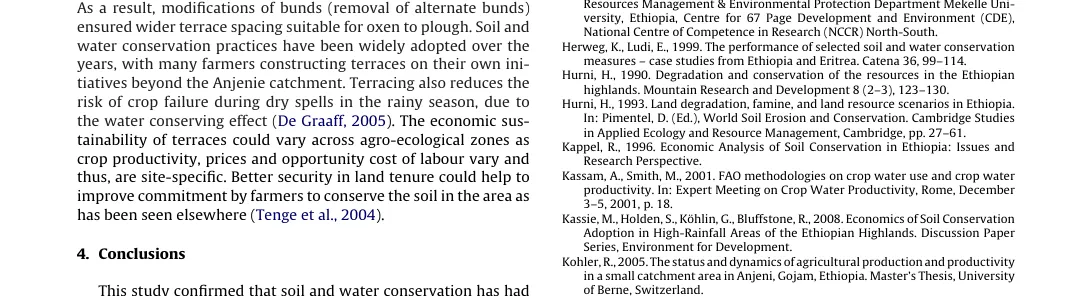 As a result, modifications of bunds (removal of alternate bunds)
ensured wider terrace spacing suitable for oxen to plough. Soil and
water conservation practices have been widely adopted over the
years, with many farmers constructing terraces on their own ini-
tiatives beyond the Anjenie catchment. Terracing also reduces the
risk of crop failure during dry spells in the rainy season, due to
the water conserving effect (De Graaff, 2005). The economic sus-
tainability of terraces could vary across agro-ecological zones as
crop productivity, prices and opportunity cost of labour vary and
thus, are site-specific. Better security in land tenure could help to
improve commitment by farmers to conserve the soil in the area as
has been seen elsewhere (Tenge et al., 2004).
4. Conclusions
This study confirmed that soil and water conservation has had
Resources Management & Environmental Protection Department Mekelle Uni-
versity, Ethiopia, Centre for 67 Page Development and Environment (CDE),
National Centre of Competence in Research (NCCR) North-South.
Herweg, K., Ludi, E., 1999. The performance of selected soil and water conservation
measures – case studies from Ethiopia and Eritrea. Catena 36, 99–114.
Hurni, H., 1990. Degradation and conservation of the resources in the Ethiopian
highlands. Mountain Research and Development 8 (2–3), 123–130.
Hurni, H., 1993. Land degradation, famine, and land resource scenarios in Ethiopia.
In: Pimentel, D. (Ed.), World Soil Erosion and Conservation. Cambridge Studies
in Applied Ecology and Resource Management, Cambridge, pp. 27–61.
Kappel, R., 1996. Economic Analysis of Soil Conservation in Ethiopia: Issues and
Research Perspective.
Kassam, A., Smith, M., 2001. FAO methodologies on crop water use and crop water
productivity. In: Expert Meeting on Crop Water Productivity, Rome, December
3–5, 2001, p. 18.
Kassie, M., Holden, S., Köhlin, G., Bluffstone, R., 2008. Economics of Soil Conservation
Adoption in High-Rainfall Areas of the Ethiopian Highlands. Discussion Paper
Series, Environment for Development.
Kohler, R., 2005. The status and dynamics of agricultural production and productivity
in a small catchment area in Anjeni, Gojam, Ethiopia. Master's Thesis, University
of Berne, Switzerland.